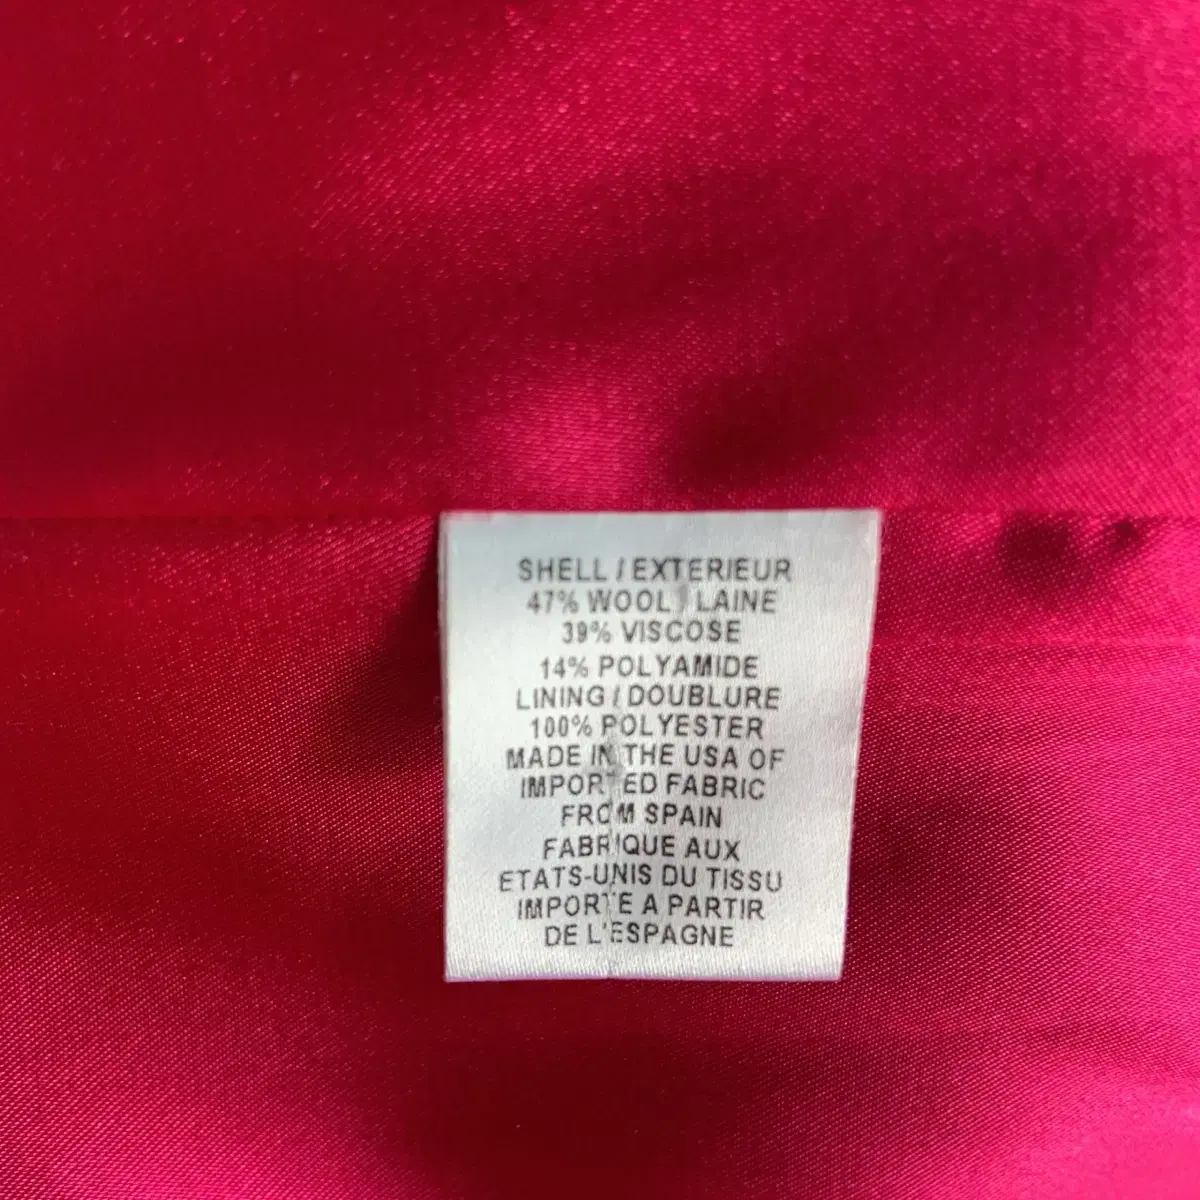 SHELL / EXTERIEUR
47% WOOL / LAINE
39% VISCOSE
14% POLYAMIDE
LINING / DOUBLURE
100% POLYESTER
MADE IN THE USA OF
IMPORTED FABRIC
FROM SPAIN
FABRIQUE AUX
ETATS-UNIS DU TISSU
IMPORTE A PARTIR
DE L'ESPAGNE